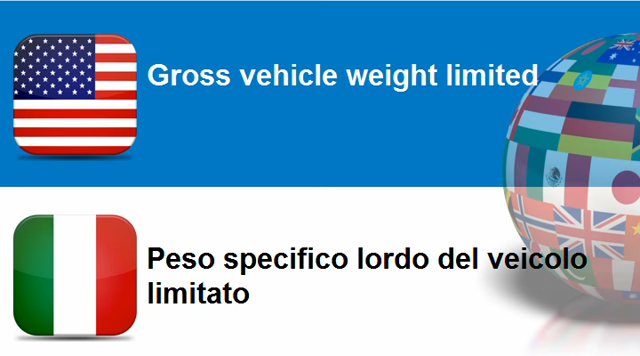 Gross vehicle weight limited
Peso specifico lordo del veicolo
limitato